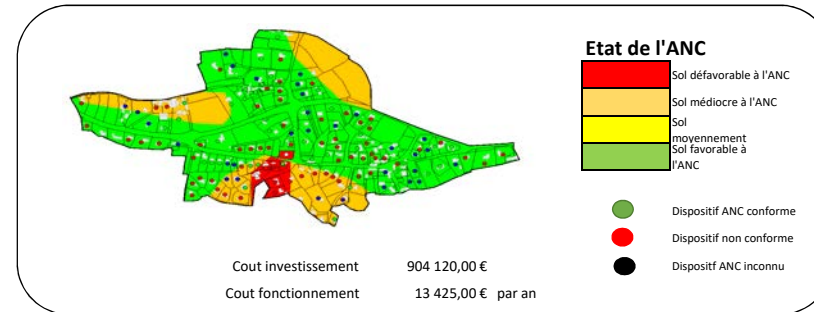 Etat de l'ANC
Sol défavorable à l'ANC
Sol médiocre à l'ANC
Sol
moyennement
Sol favorable à
l'ANC
Dispositif ANC conforme
Dispositif non conforme
Dispositf ANC inconnu
Cout investissement 904 120,00 €
Cout fonctionnement 13 425,00 € par an